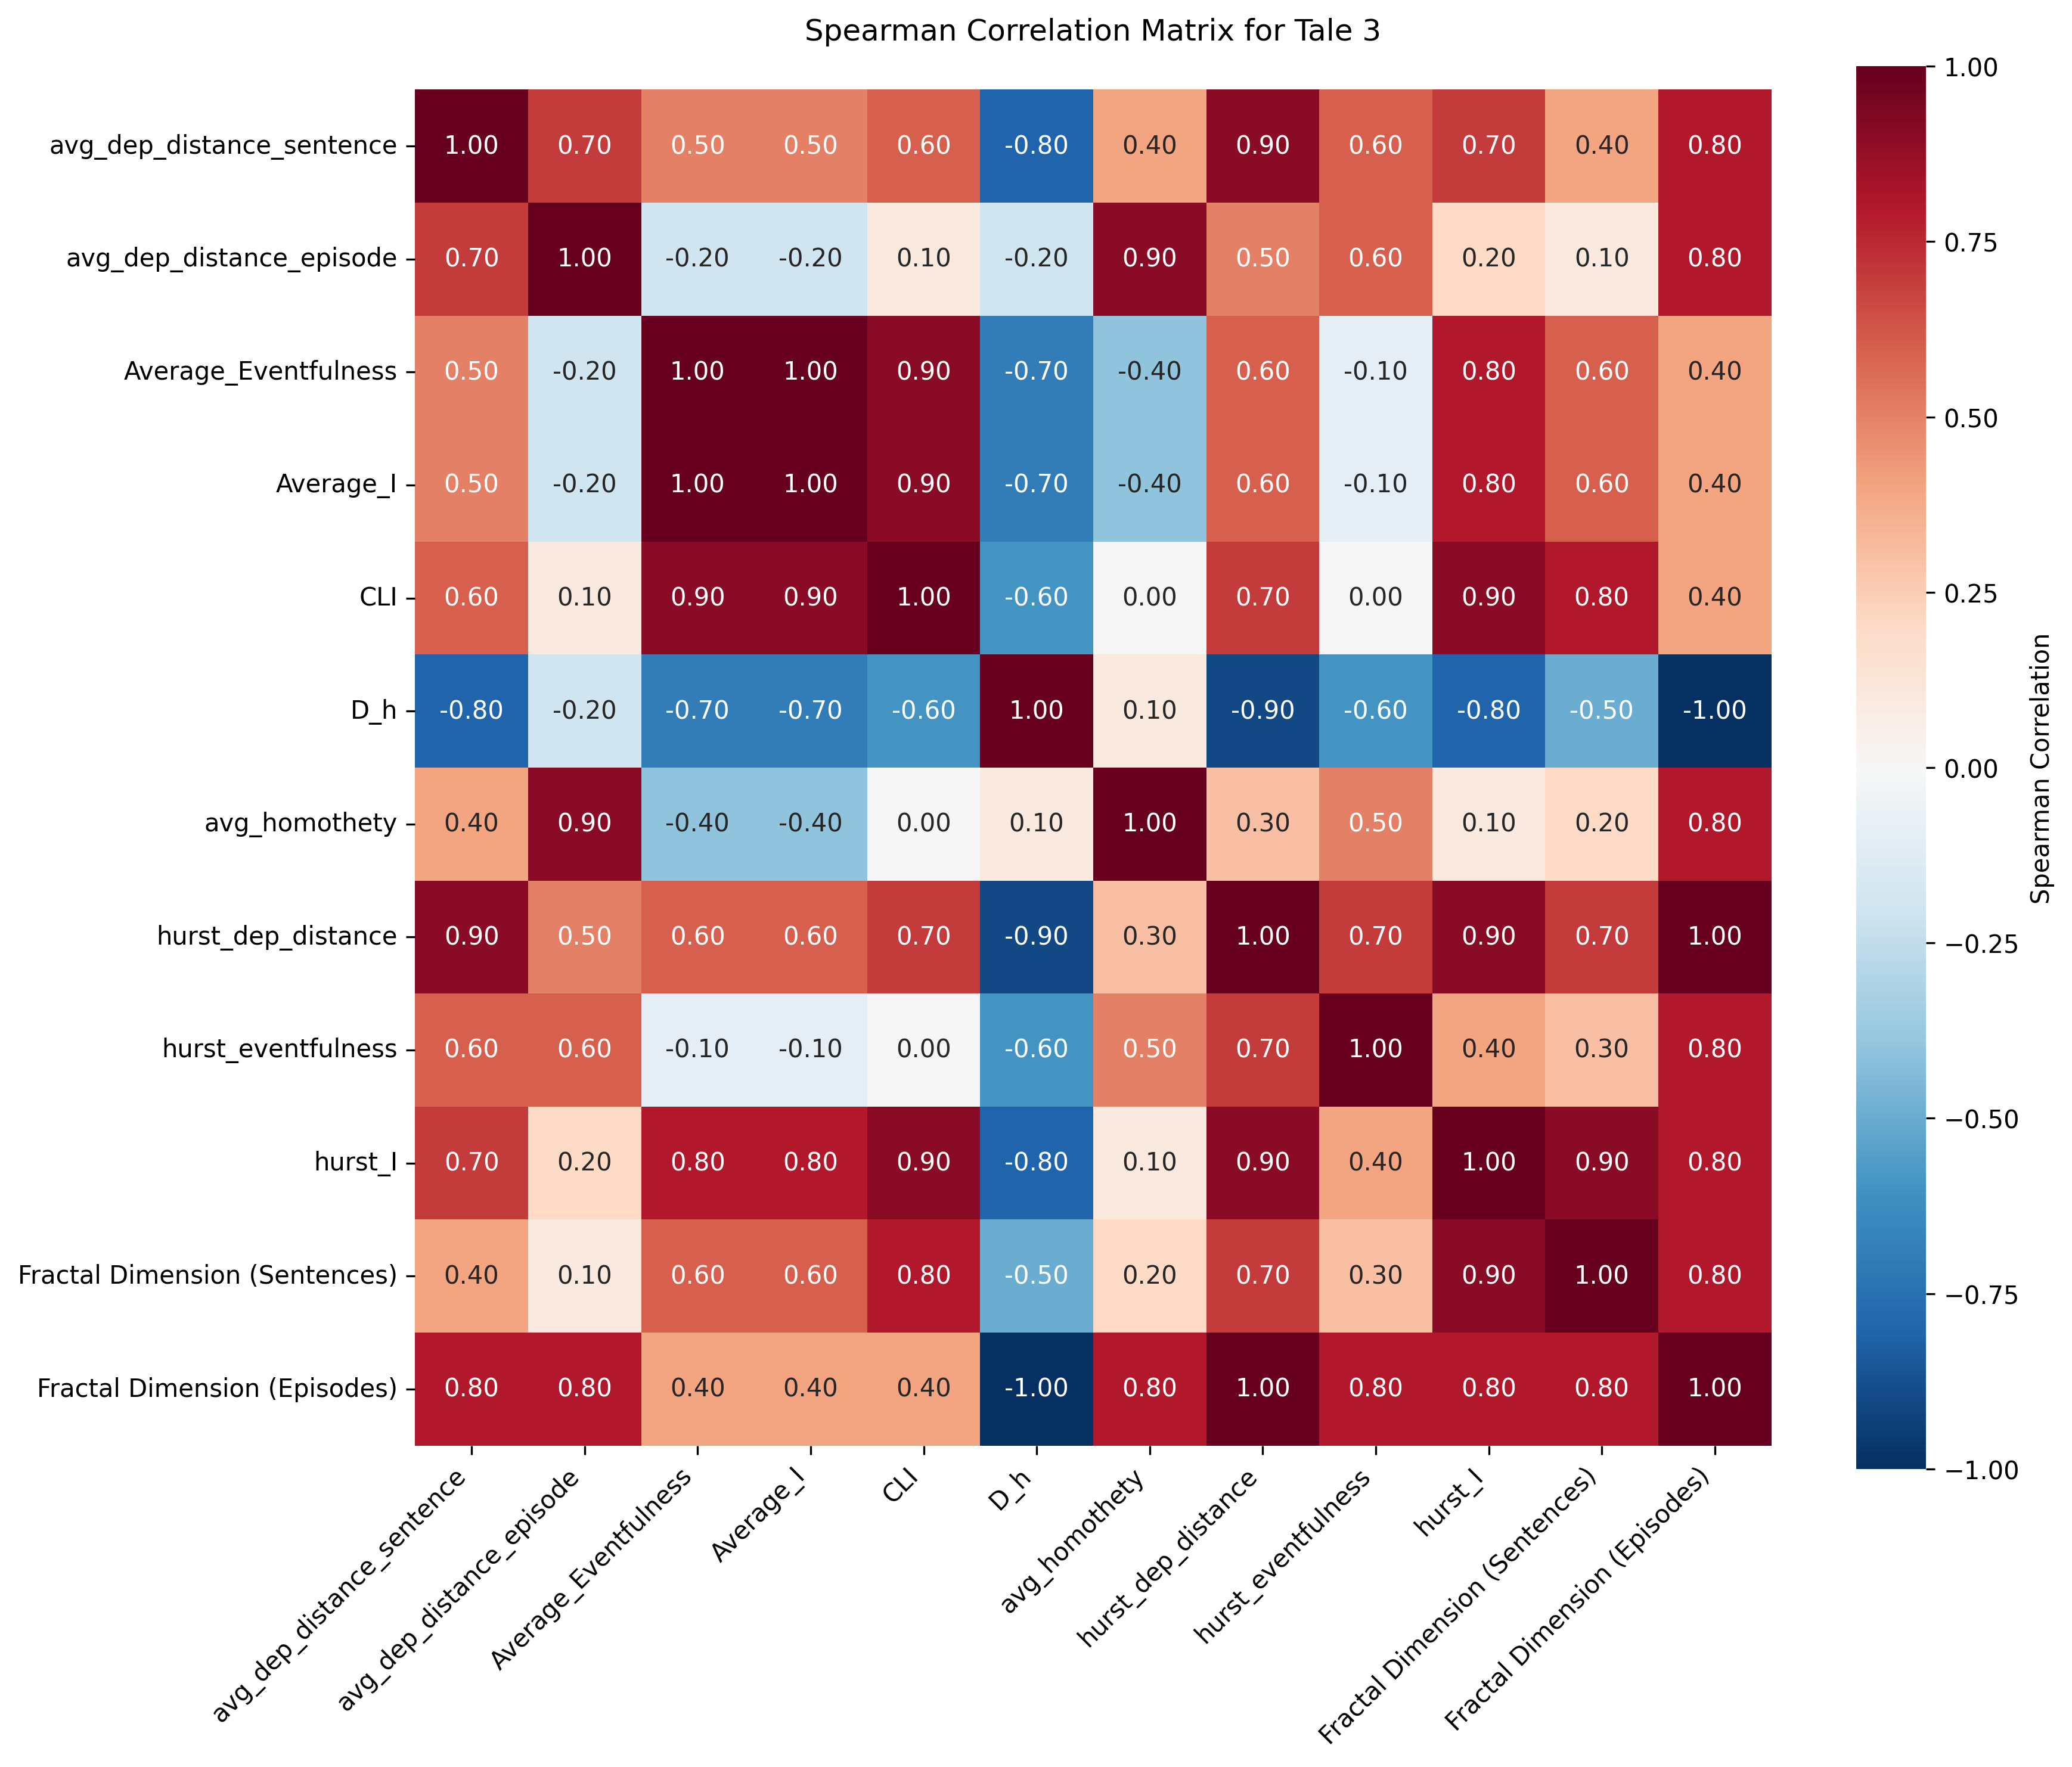 Spearman Correlation Matrix for Tale 3
avg_dep_distance_sentence 1.00 0.70 0.50 0.50 0.60 -0.80 0.40 0.90 0.60 0.70 0.40 0.80
avg_dep_distance_episode 0.70 1.00 -0.20 -0.20 0.10 -0.20 0.90 0.50 0.60 0.20 0.10 0.80
Average_Eventfulness 0.50 -0.20 1.00 1.00 0.90 -0.70 -0.40 0.60 -0.10 0.80 0.60 0.40
Average_I 0.50 -0.20 1.00 1.00 0.90 -0.70 -0.40 0.60 -0.10 0.80 0.60 0.40
CLI 0.60 0.10 0.90 0.90 1.00 -0.60 0.00 0.70 0.00 0.90 0.80 0.40
D_h -0.80 -0.20 -0.70 -0.70 -0.60 1.00 0.10 -0.90 -0.60 -0.80 -0.50 -1.00
avg_homothety 0.40 0.90 -0.40 -0.40 0.00 0.10 1.00 0.30 0.50 0.10 0.20 0.80
hurst_dep_distance 0.90 0.50 0.60 0.60 0.70 -0.90 0.30 1.00 0.70 0.90 0.70 1.00
hurst_eventfulness 0.60 0.60 -0.10 -0.10 0.00 -0.60 0.50 0.70 1.00 0.40 0.30 0.80
hurst_I 0.70 0.20 0.80 0.80 0.90 -0.80 0.10 0.90 0.40 1.00 0.90 0.80
Fractal Dimension (Sentences) 0.40 0.10 0.60 0.60 0.80 -0.50 0.20 0.70 0.30 0.90 1.00 0.80
Fractal Dimension (Episodes) 0.80 0.80 0.40 0.40 0.40 -1.00 0.80 1.00 0.80 0.80 0.80 1.00
avg_dep_distance_sentence
avg_dep_distance_episode
Average_Eventfulness
Average_I
CLI
D_h
avg_homothety
hurst_dep_distance
hurst_eventfulness
hurst_I
Fractal Dimension (Sentences)
Fractal Dimension (Episodes)
1.00
0.75
0.50
0.25
0.00
−0.25
−0.50
−0.75
−1.00
Spearman Correlation